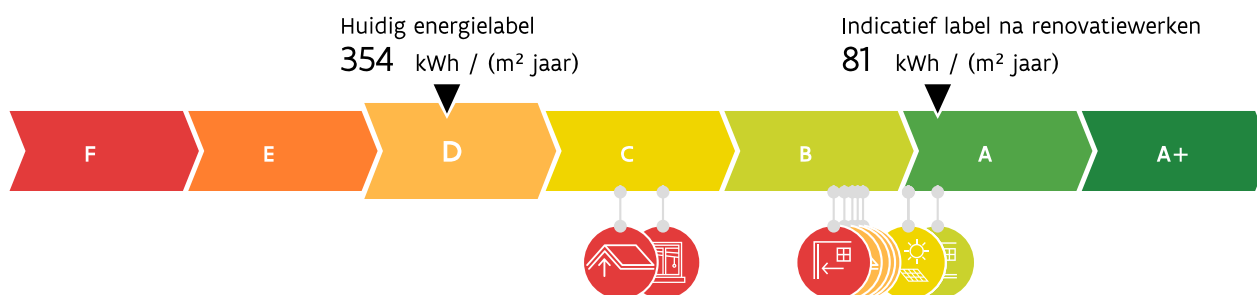 Huidig energielabel
354 kWh / (m² jaar)
Indicatief label na renovatiewerken
81 kWh / (m² jaar)
F E D C B A A+